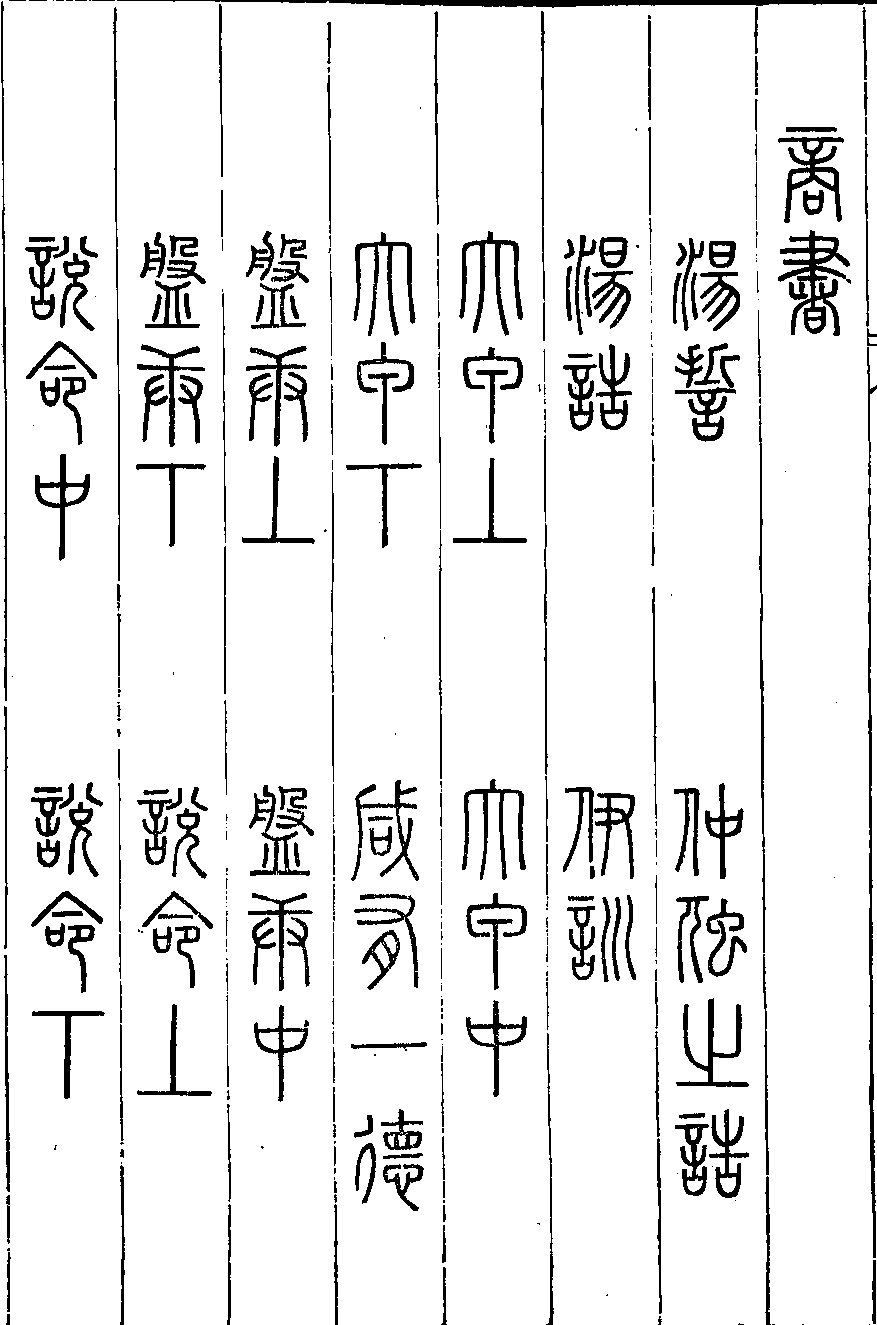 商書
湯誓 仲虺之誥
湯誥 伊訓
太甲上 太甲中
太甲下 咸有一德
盤庚上 盤庚中
盤庚下 說命上
說命中 說命下